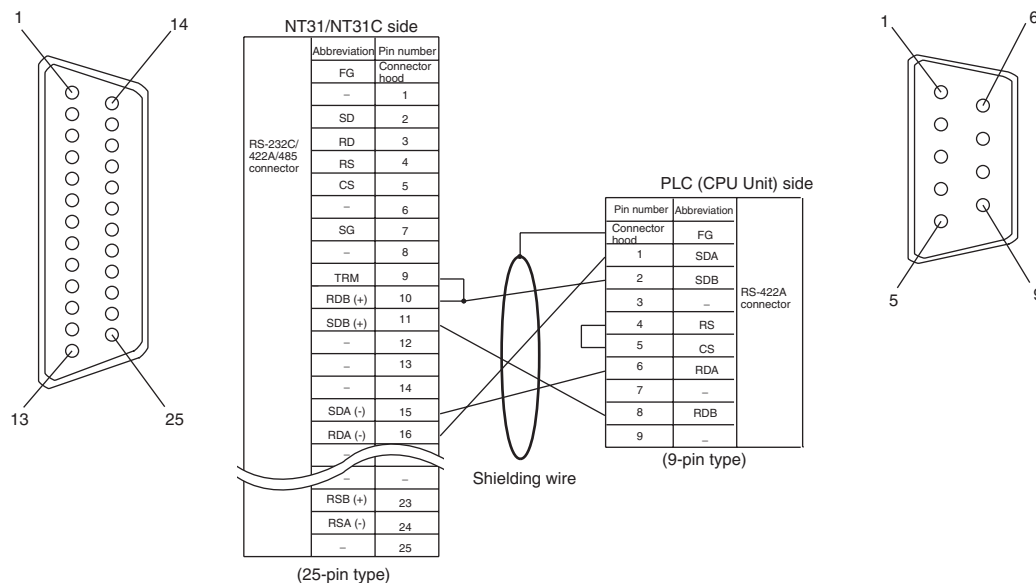 1
14
13
25
NT31/NT31C side
RS-232C/
422A/485
connector
Abbreviation Pin number
FG Connector
hood
– 1
SD 2
RD 3
RS 4
CS 5
– 6
SG 7
– 8
TRM 9
RDB (+) 10
SDB (+) 11
– 12
– 13
– 14
SDA (-) 15
RDA (-) 16
–
– –
RSB (+) 23
RSA (-) 24
– 25
(25-pin type)
Shielding wire
PLC (CPU Unit) side
Pin number Abbreviation
Connector
hood FG
1 SDA
2 SDB
3 –
4 RS
5 CS
6 RDA
7 –
8 RDB
9 –
RS-422A
connector
(9-pin type)
1
6
5
9